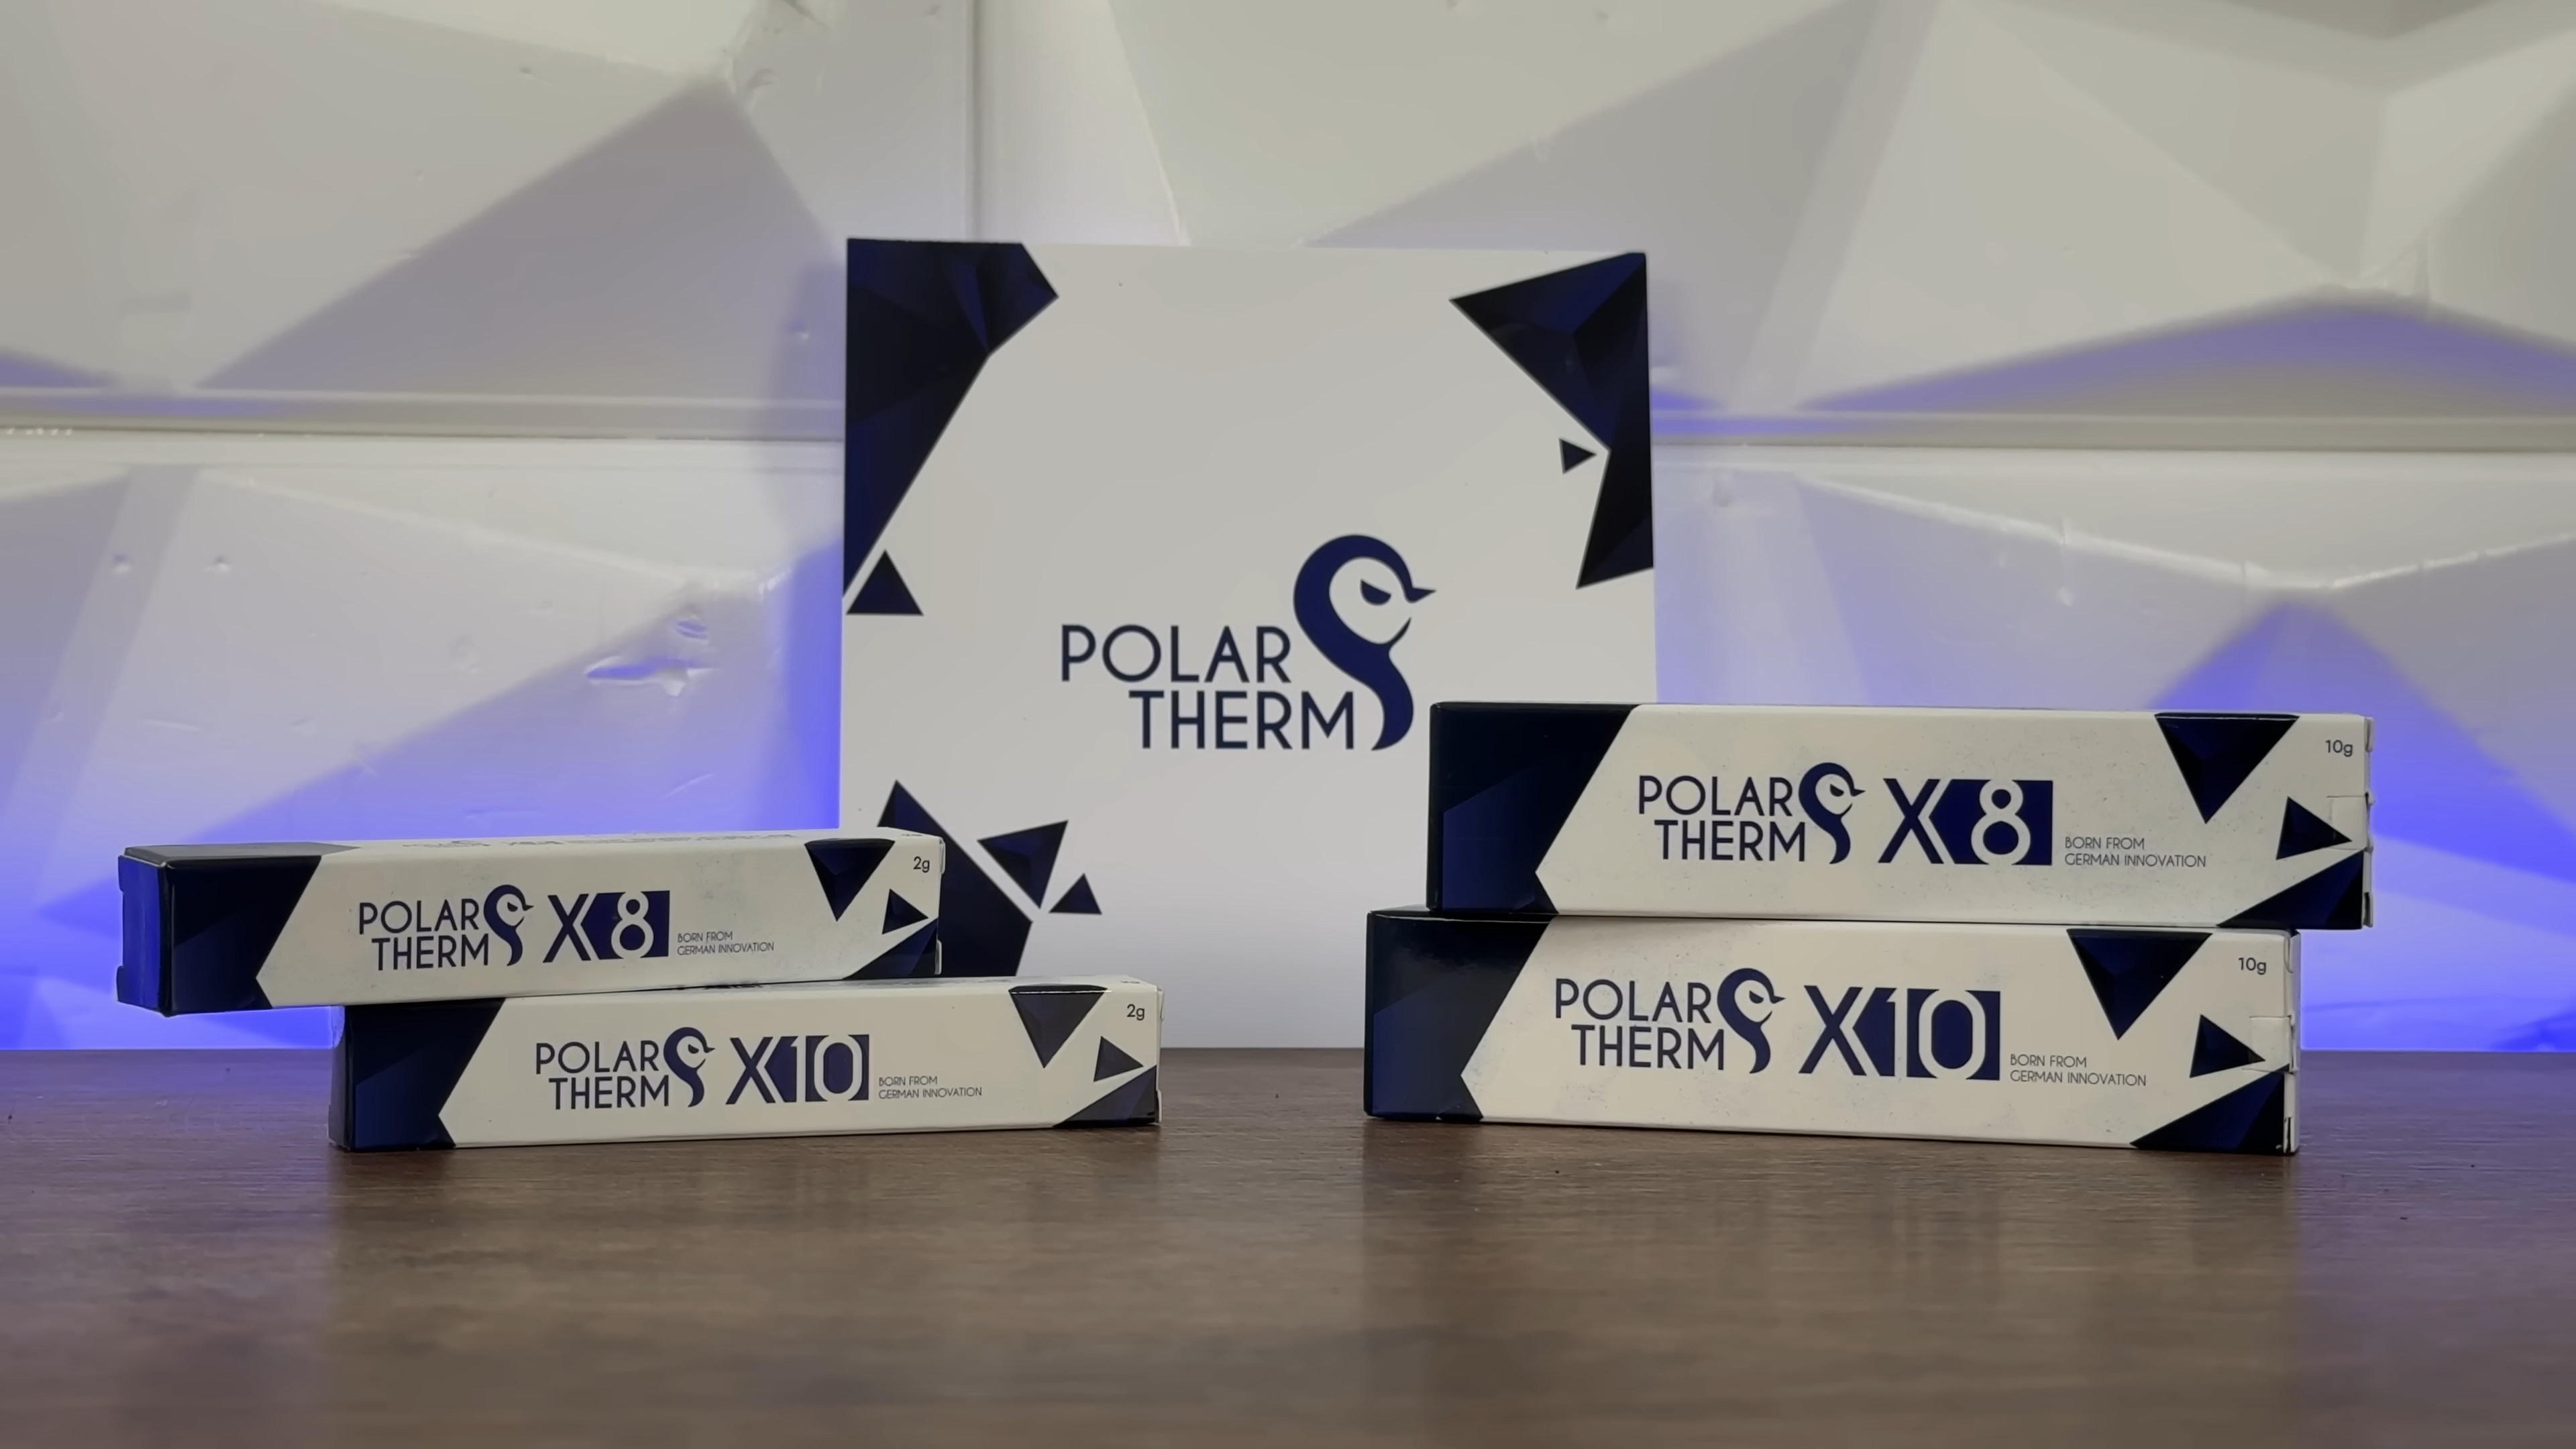 POLAR
THERM
POLAR
THERM
X8
BORN FROM
GERMAN INNOVATION
2g
POLAR
THERM
X10
BORN FROM
GERMAN INNOVATION
2g
POLAR
THERM
X8
BORN FROM
GERMAN INNOVATION
10g
POLAR
THERM
X10
BORN FROM
GERMAN INNOVATION
10g